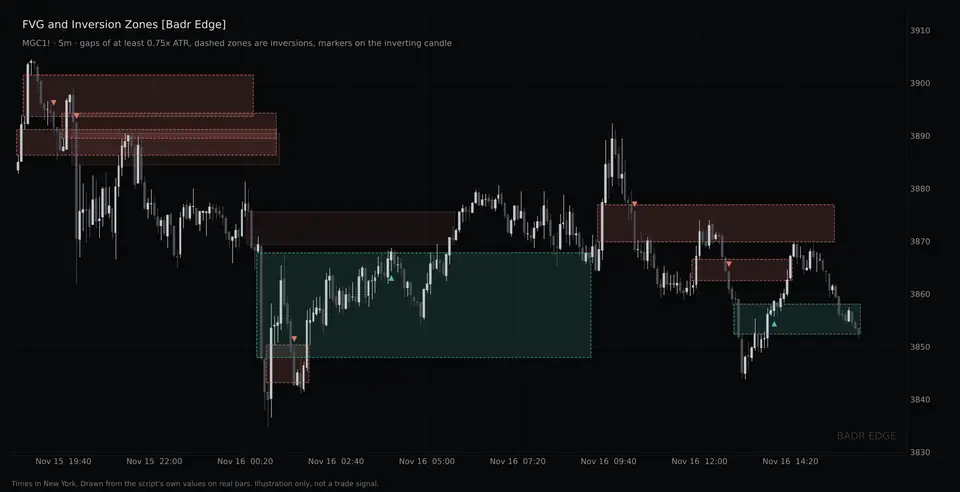 FVG and Inversion Zones [Badr Edge]
MGC1! · 5m · gaps of at least 0.75x ATR, dashed zones are inversions, markers on the inverting candle
3910
3900
3890
3880
3870
3860
3850
3840
3830
BADR EDGE
Nov 15 19:40
Nov 15 22:00
Nov 16 00:20
Nov 16 02:40
Nov 16 05:00
Nov 16 07:20
Nov 16 09:40
Nov 16 12:00
Nov 16 14:20
Times in New York. Drawn from the script's own values on real bars. Illustration only, not a trade signal.